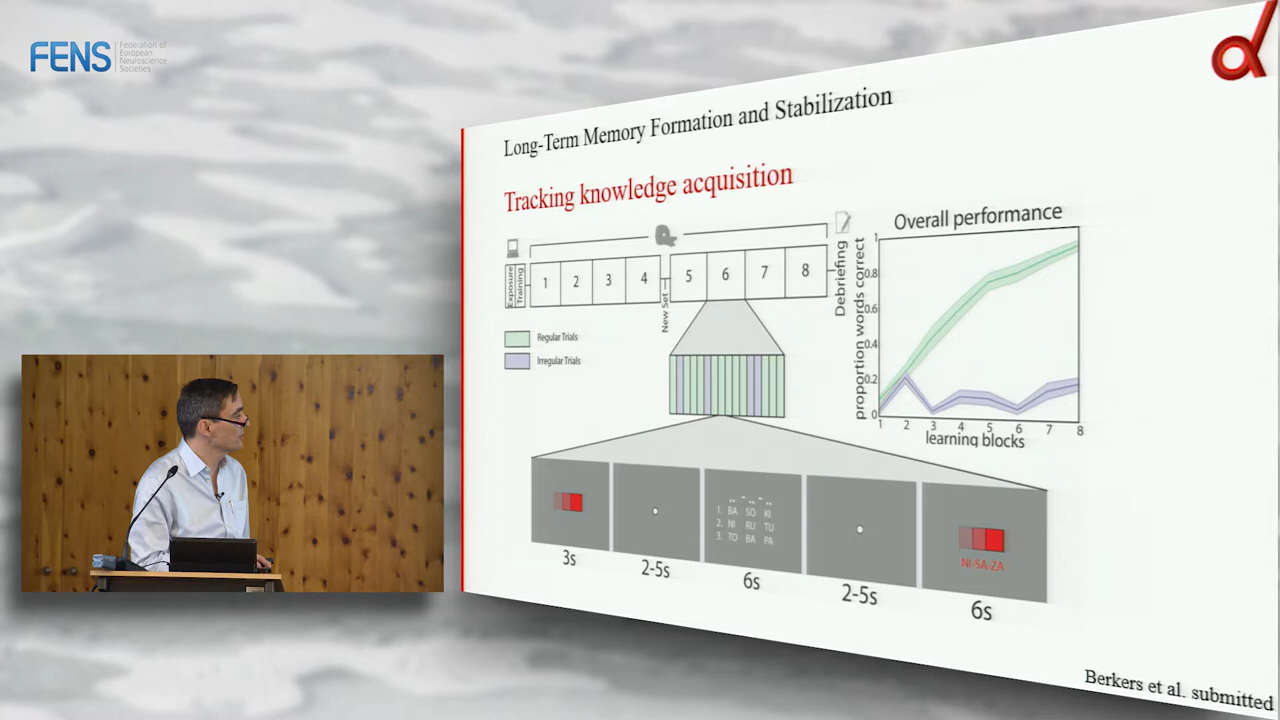 FENS
Federation of
European
Neuroscience
Societies
Long-Term Memory Formation and Stabilization
Tracking knowledge acquisition
Exposure
Training
1 2 3 4
New Set
5 6 7 8
Debriefing
Regular Trials
Irregular Trials
Overall performance
proportion words correct
1
0.8
0.6
0.4
0.2
0
1 2 3 4 5 6 7 8
learning blocks
1. BA SO KI
2. NI RU TU
3. TO BA PA
NI-SA-ZA
3s 2-5s 6s 2-5s 6s
Berkers et al. submitted